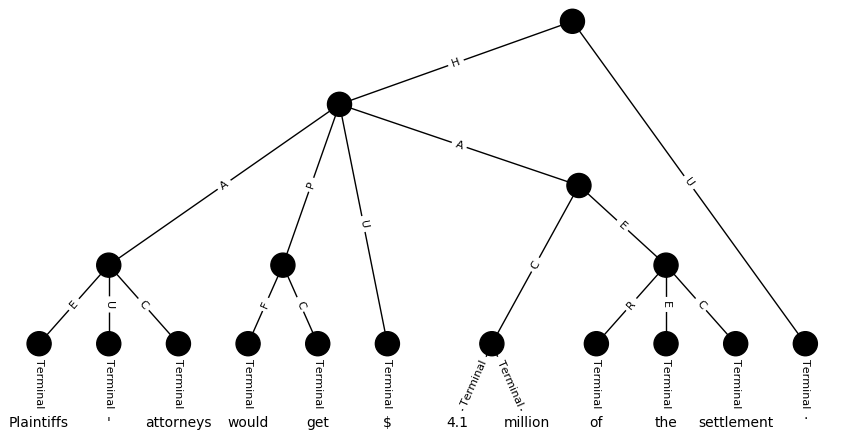 H
A
P
U
A
U
C
E
E
U
C
F
C
R
E
C
Terminal Terminal Terminal Terminal Terminal Terminal Terminal Terminal Terminal Terminal Terminal Terminal
Plaintiffs ' attorneys would get $ 4.1 million of the settlement .